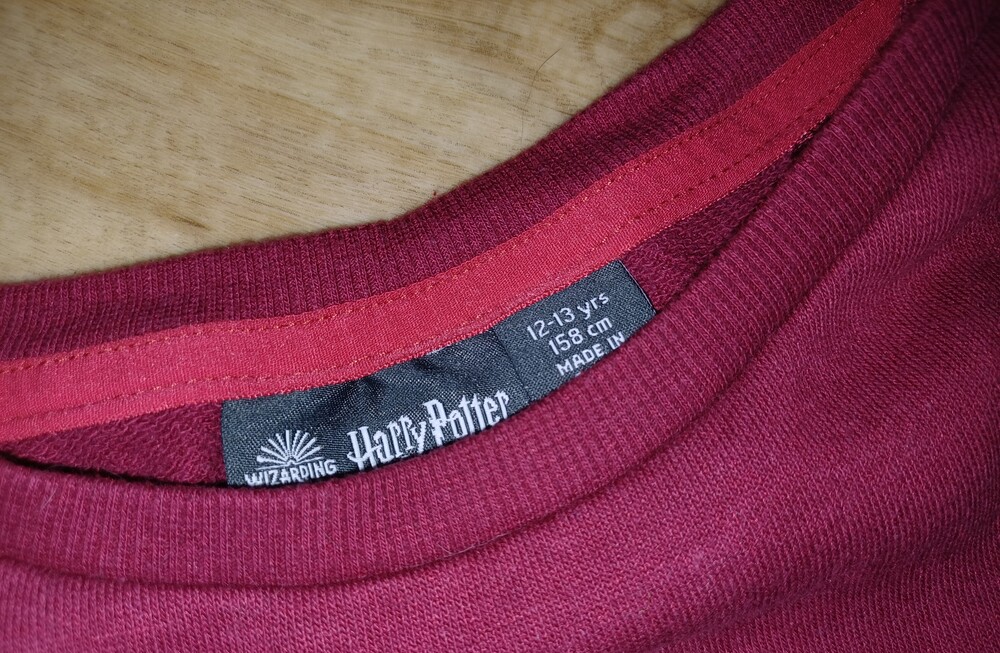 WIZARDING
Harry Potter
12-13 yrs
158 cm
MADE IN